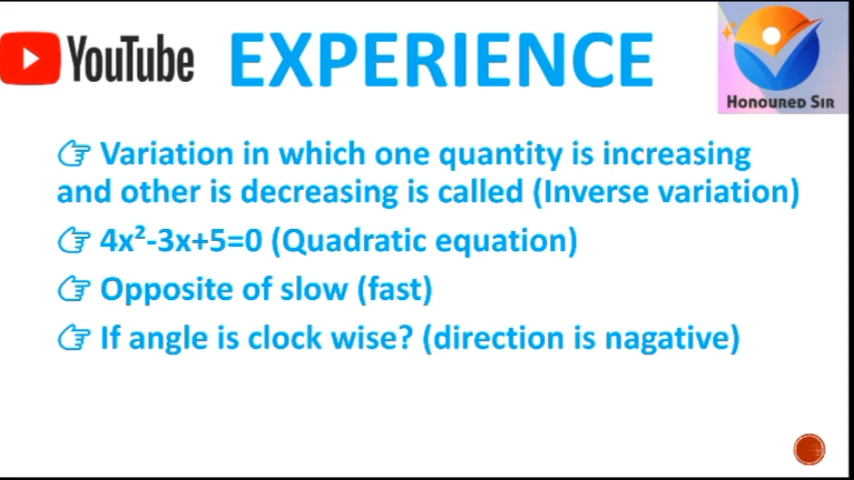 YouTube EXPERIENCE
HONOURED SIR
☞ Variation in which one quantity is increasing
and other is decreasing is called (Inverse variation)
☞ 4x²-3x+5=0 (Quadratic equation)
☞ Opposite of slow (fast)
☞ If angle is clock wise? (direction is nagative)